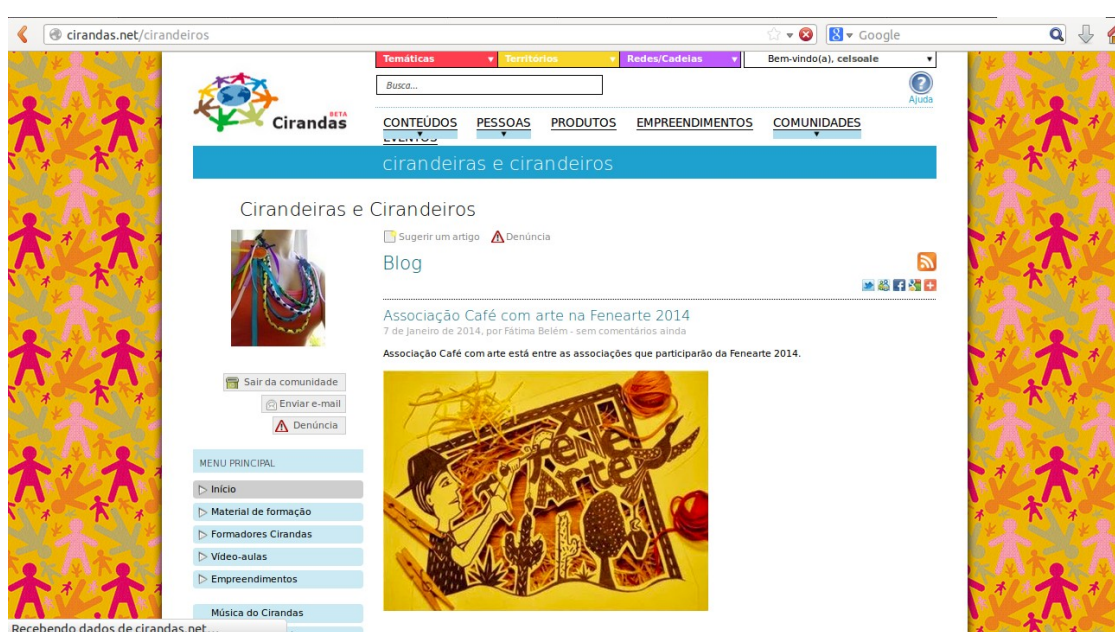 cirandas.net/cirandeiros
Google
Temáticas Territórios Redes/Cadeias Bem-vindo(a), celsoale
Busca...
Ajuda
BETA
Cirandas
CONTEÚDOS PESSOAS PRODUTOS EMPREENDIMENTOS COMUNIDADES
EVENTOS
cirandeiras e cirandeiros
Cirandeiras e Cirandeiros
Sugerir um artigo Denúncia
Blog
Associação Café com arte na Fenearte 2014
7 de Janeiro de 2014, por Fátima Belém - sem comentários ainda
Associação Café com arte está entre as associações que participarão da Fenearte 2014.
XI
FENE
ARTE
Sair da comunidade
Enviar e-mail
Denúncia
MENU PRINCIPAL
Início
Material de formação
Formadores Cirandas
Vídeo-aulas
Empreendimentos
Música do Cirandas
Recebendo dados de cirandas.net...